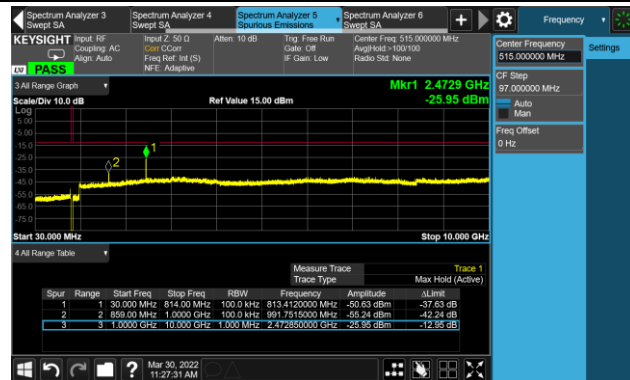 Spectrum Analyzer 3
Swept SA
Spectrum Analyzer 4
Swept SA
Spectrum Analyzer 5
Spurious Emissions
Spectrum Analyzer 6
Swept SA
+
Frequency
KEYSIGHT
Input: RF
Coupling: AC
Align: Auto
Input Z: 50 Ω
Corr CCorr
Freq Ref: Int (S)
NFE: Adaptive
Atten: 10 dB
Trig: Free Run
Gate: Off
IF Gain: Low
Center Freq: 515.000000 MHz
Avg|Hold:>100/100
Radio Std: None
LXI PASS
Center Frequency
515.000000 MHz
Settings
CF Step
97.000000 MHz
Auto
Man
Freq Offset
0 Hz
3 All Range Graph
Mkr1 2.4729 GHz
-25.95 dBm
Scale/Div 10.0 dB
Ref Value 15.00 dBm
Log
5.00
-5.00
-15.0
-25.0
-35.0
-45.0
-55.0
-65.0
-75.0
1
2
Start 30.000 MHz
Stop 10.000 GHz
4 All Range Table
Measure Trace Trace 1
Trace Type Max Hold (Active)
Spur Range Start Freq Stop Freq RBW Frequency Amplitude ΔLimit
1 1 30.000 MHz 814.00 MHz 100.0 kHz 813.4120000 MHz -50.63 dBm -37.63 dB
2 2 859.00 MHz 1.0000 GHz 100.0 kHz 991.7515000 MHz -55.24 dBm -42.24 dB
3 3 1.0000 GHz 10.000 GHz 1.000 MHz 2.472850000 GHz -25.95 dBm -12.95 dB
?
Mar 30, 2022
11:27:31 AM